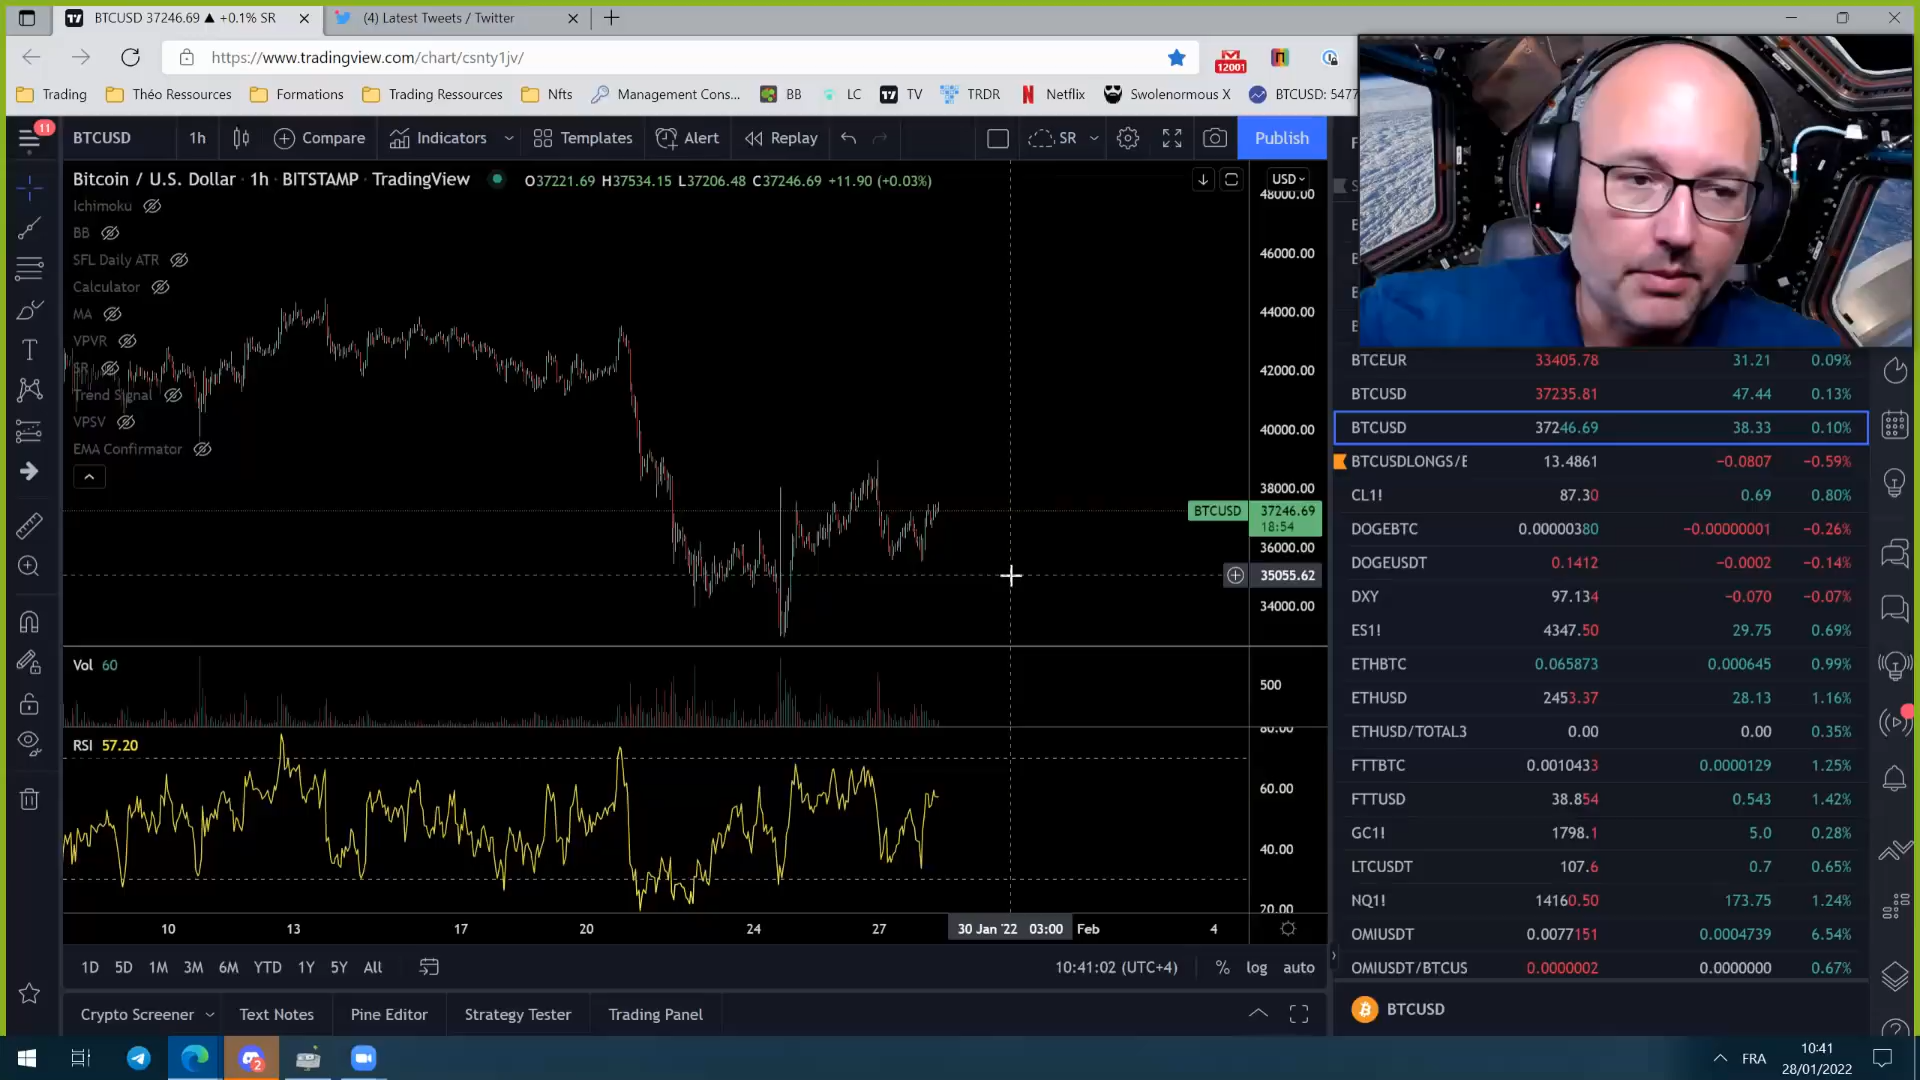 BTCUSD 37246.69 ▲ +0.1% SR
(4) Latest Tweets / Twitter
https://www.tradingview.com/chart/csnty1jv/
12001
Trading Théo Ressources Formations Trading Ressources Nfts Management Cons... BB LC TV TRDR Netflix Swolenormous X BTCUSD: 5477
11
BTCUSD 1h Compare Indicators Templates Alert Replay SR Publish
Bitcoin / U.S. Dollar · 1h · BITSTAMP · TradingView O37221.69 H37534.15 L37206.48 C37246.69 +11.90 (+0.03%)
USD
Ichimoku
BB
SFL Daily ATR
Calculator
MA
VPVR
SR
Trend Signal
VPSV
EMA Confirmator
48000.00
46000.00
44000.00
42000.00
40000.00
38000.00
BTCUSD 37246.69
18:54
36000.00
35055.62
34000.00
Vol 60
500
RSI 57.20
80.00
60.00
40.00
20.00
10 13 17 20 24 27 30 Jan '22 03:00 Feb 4
1D 5D 1M 3M 6M YTD 1Y 5Y All
10:41:02 (UTC+4) % log auto
Crypto Screener Text Notes Pine Editor Strategy Tester Trading Panel
BTCEUR 33405.78 31.21 0.09%
BTCUSD 37235.81 47.44 0.13%
BTCUSD 37246.69 38.33 0.10%
BTCUSDLONGS/E 13.4861 −0.0807 −0.59%
CL1! 87.30 0.69 0.80%
DOGEBTC 0.00000380 −0.00000001 −0.26%
DOGEUSDT 0.1412 −0.0002 −0.14%
DXY 97.134 −0.070 −0.07%
ES1! 4347.50 29.75 0.69%
ETHBTC 0.065873 0.000645 0.99%
ETHUSD 2453.37 28.13 1.16%
ETHUSD/TOTAL3 0.00 0.00 0.35%
FTTBTC 0.0010433 0.0000129 1.25%
FTTUSD 38.854 0.543 1.42%
GC1! 1798.1 5.0 0.28%
LTCUSDT 107.6 0.7 0.65%
NQ1! 14160.50 173.75 1.24%
OMIUSDT 0.0077151 0.0004739 6.54%
OMIUSDT/BTCUS 0.0000002 0.0000000 0.67%
BTCUSD
2
FRA
10:41
28/01/2022